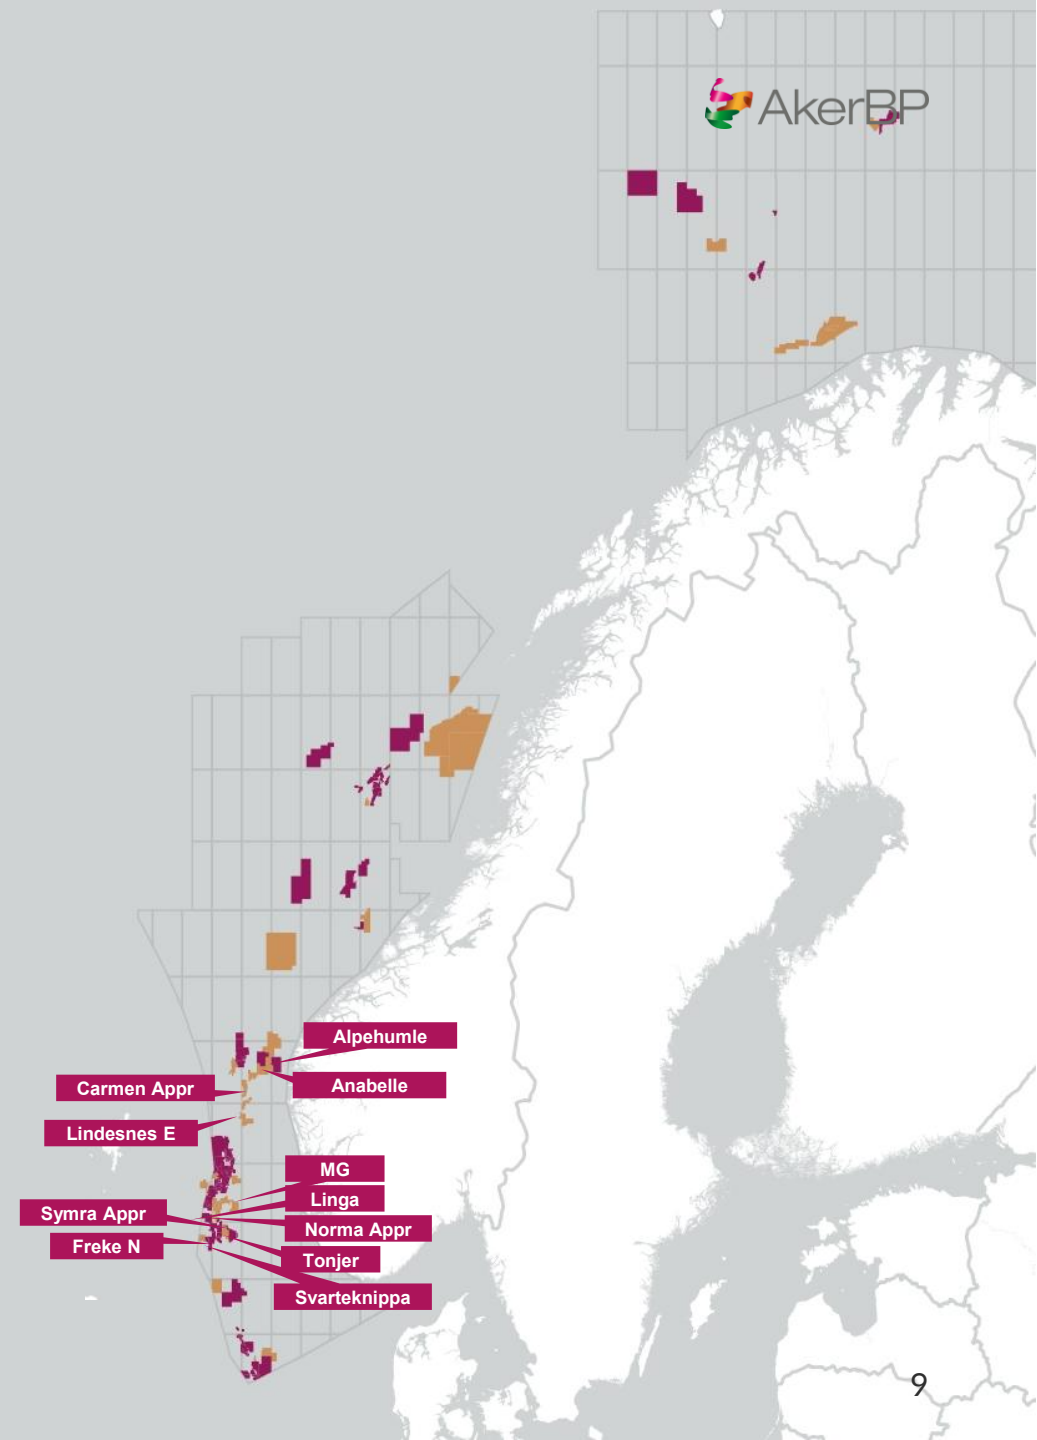 AkerBP
Alpehumle
Carmen Appr
Anabelle
Lindesnes E
MG
Linga
Symra Appr
Norma Appr
Freke N
Tonjer
Svarteknippa
9